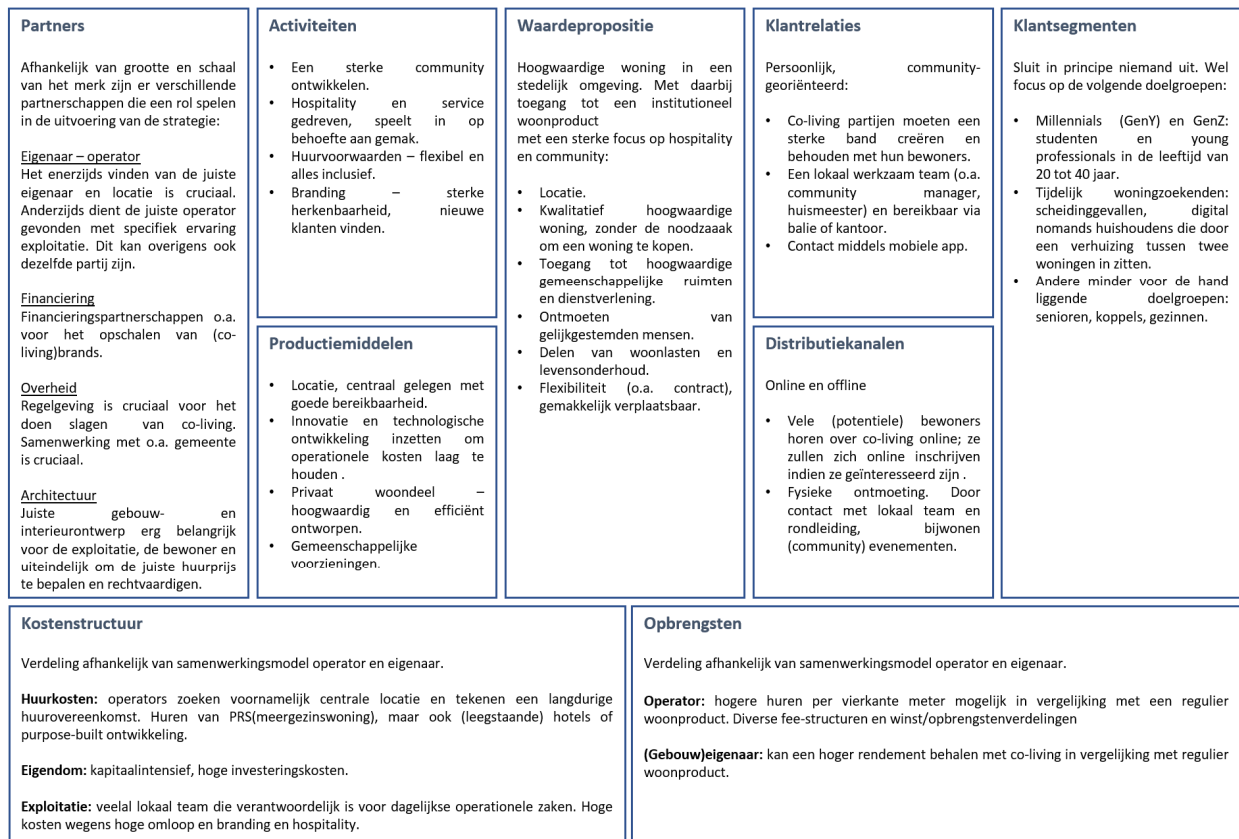 Partners
Afhankelijk van grootte en schaal
van het merk zijn er verschillende
partnerschappen die een rol spelen
in de uitvoering van de strategie:
Eigenaar – operator
Het enerzijds vinden van de juiste
eigenaar en locatie is cruciaal.
Anderzijds dient de juiste operator
gevonden met specifiek ervaring
exploitatie. Dit kan overigens ook
dezelfde partij zijn.
Financiering
Financieringspartnerschappen o.a.
voor het opschalen van (co-
living)brands.
Overheid
Regelgeving is cruciaal voor het
doen slagen van co-living.
Samenwerking met o.a. gemeente
is cruciaal.
Architectuur
Juiste gebouw- en
interieurontwerp erg belangrijk
voor de exploitatie, de bewoner en
uiteindelijk om de juiste huurprijs
te bepalen en rechtvaardigen.
Activiteiten
• Een sterke community
ontwikkelen.
• Hospitality en service
gedreven, speelt in op
behoefte aan gemak.
• Huurvoorwaarden – flexibel en
alles inclusief.
• Branding – sterke
herkenbaarheid, nieuwe
klanten vinden.
Productiemiddelen
• Locatie, centraal gelegen met
goede bereikbaarheid.
• Innovatie en technologische
ontwikkeling inzetten om
operationele kosten laag te
houden .
• Privaat woondeel –
hoogwaardig en efficiënt
ontworpen.
• Gemeenschappelijke
voorzieningen.
Waardepropositie
Hoogwaardige woning in een
stedelijk omgeving. Met daarbij
toegang tot een institutioneel
woonproduct
met een sterke focus op hospitality
en community:
• Locatie.
• Kwalitatief hoogwaardige
woning, zonder de noodzaaak
om een woning te kopen.
• Toegang tot hoogwaardige
gemeenschappelijke ruimten
en dienstverlening.
• Ontmoeten van
gelijkgestemden mensen.
• Delen van woonlasten en
levensonderhoud.
• Flexibiliteit (o.a. contract),
gemakkelijk verplaatsbaar.
Klantrelaties
Persoonlijk, community-
georiënteerd:
• Co-living partijen moeten een
sterke band creëren en
behouden met hun bewoners.
• Een lokaal werkzaam team (o.a.
community manager,
huismeester) en bereikbaar via
balie of kantoor.
• Contact middels mobiele app.
Distributiekanalen
Online en offline
• Vele (potentiele) bewoners
horen over co-living online; ze
zullen zich online inschrijven
indien ze geïnteresseerd zijn .
• Fysieke ontmoeting. Door
contact met lokaal team en
rondleiding, bijwonen
(community) evenementen.
Klantsegmenten
Sluit in principe niemand uit. Wel
focus op de volgende doelgroepen:
• Millennials (GenY) en GenZ:
studenten en young
professionals in de leeftijd van
20 tot 40 jaar.
• Tijdelijk woningzoekenden:
scheidinggevallen, digital
nomands huishoudens die door
een verhuizing tussen twee
woningen in zitten.
• Andere minder voor de hand
liggende doelgroepen:
senioren, koppels, gezinnen.
Kostenstructuur
Verdeling afhankelijk van samenwerkingsmodel operator en eigenaar.
Huurkosten: operators zoeken voornamelijk centrale locatie en tekenen een langdurige
huurovereenkomst. Huren van PRS(meergezinswoning), maar ook (leegstaande) hotels of
purpose-built ontwikkeling.
Eigendom: kapitaalintensief, hoge investeringskosten.
Exploitatie: veelal lokaal team die verantwoordelijk is voor dagelijkse operationele zaken. Hoge
kosten wegens hoge omloop en branding en hospitality.
Opbrengsten
Verdeling afhankelijk van samenwerkingsmodel operator en eigenaar.
Operator: hogere huren per vierkante meter mogelijk in vergelijking met een regulier
woonproduct. Diverse fee-structuren en winst/opbrengstenverdelingen
(Gebouw)eigenaar: kan een hoger rendement behalen met co-living in vergelijking met regulier
woonproduct.